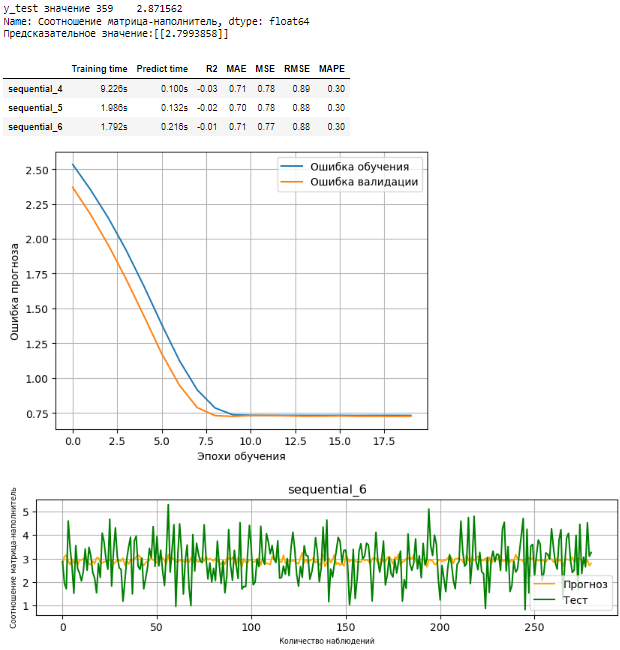 y_test значение 359    2.871562
Name: Соотношение матрица-наполнитель, dtype: float64
Предсказательное значение:[[2.7993858]]
Training time Predict time R2 MAE MSE RMSE MAPE
sequential_4 9.226s 0.100s -0.03 0.71 0.78 0.89 0.30
sequential_5 1.986s 0.132s -0.02 0.70 0.78 0.88 0.30
sequential_6 1.792s 0.216s -0.01 0.71 0.77 0.88 0.30
Ошибка обучения
Ошибка валидации
Ошибка прогноза
2.50
2.25
2.00
1.75
1.50
1.25
1.00
0.75
0.0 2.5 5.0 7.5 10.0 12.5 15.0 17.5
Эпохи обучения
sequential_6
Соотношение матрица-наполнитель
5
4
3
2
1
Прогноз
Тест
0 50 100 150 200 250
Количество наблюдений